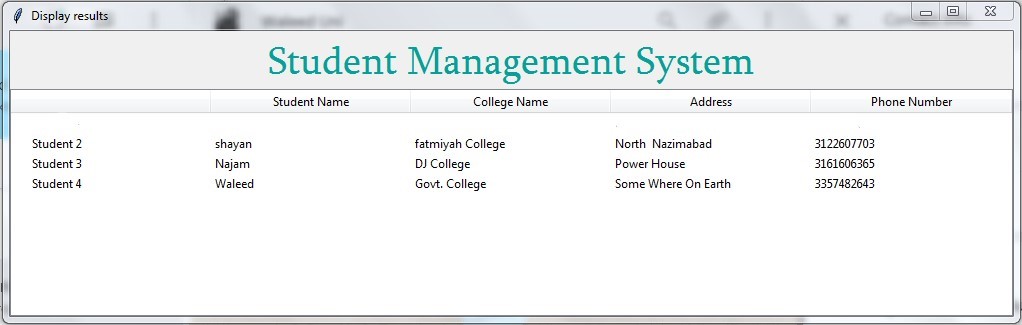 Display results
Student Management System
Student Name College Name Address Phone Number
Student 2 shayan fatmiyah College North  Nazimabad 3122607703
Student 3 Najam DJ College Power House 3161606365
Student 4 Waleed Govt. College Some Where On Earth 3357482643